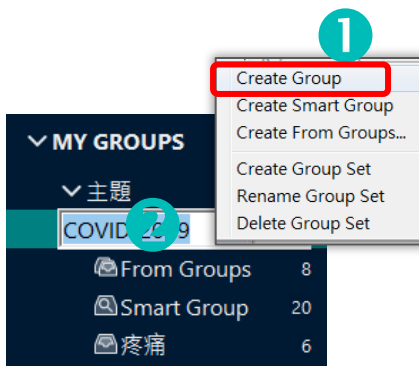 1
Create Group
Create Smart Group
Create From Groups...
Create Group Set
Rename Group Set
Delete Group Set
MY GROUPS
主題
2
From Groups 8
Smart Group 20
疼痛 6